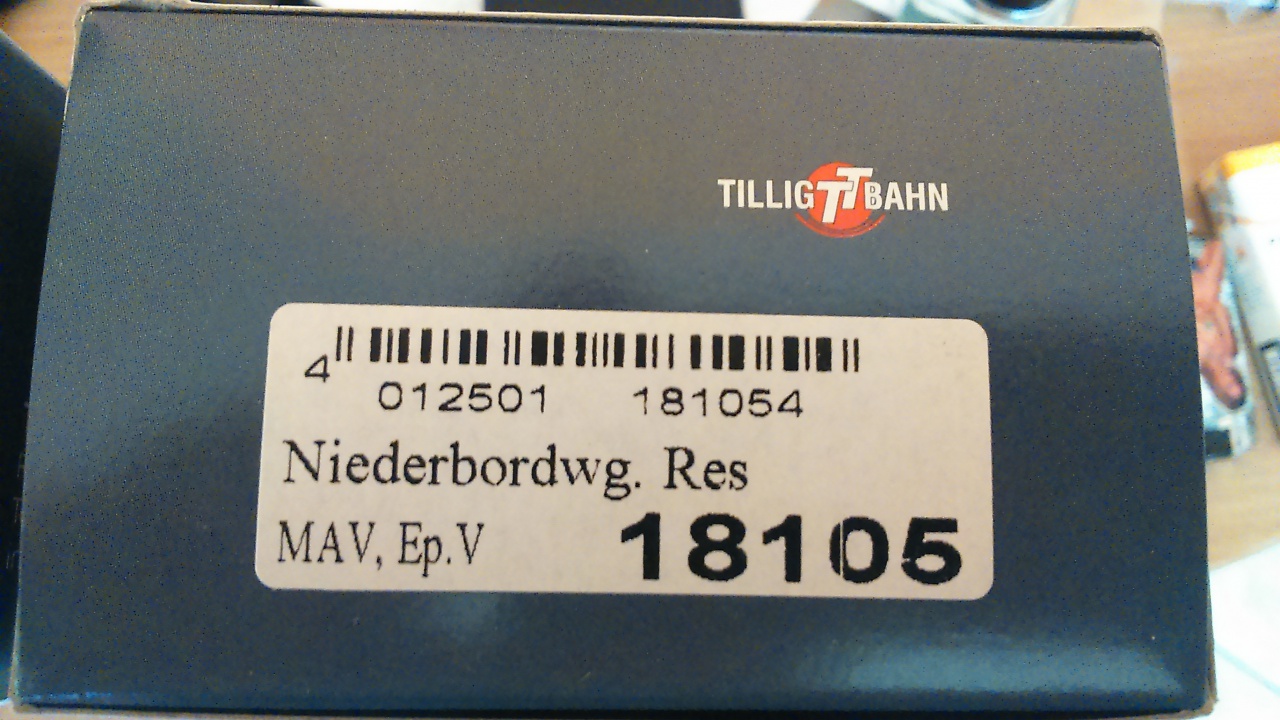 TILLIG TT BAHN
4 012501 181054
Niederbordwg. Res
MAV, Ep.V 18105